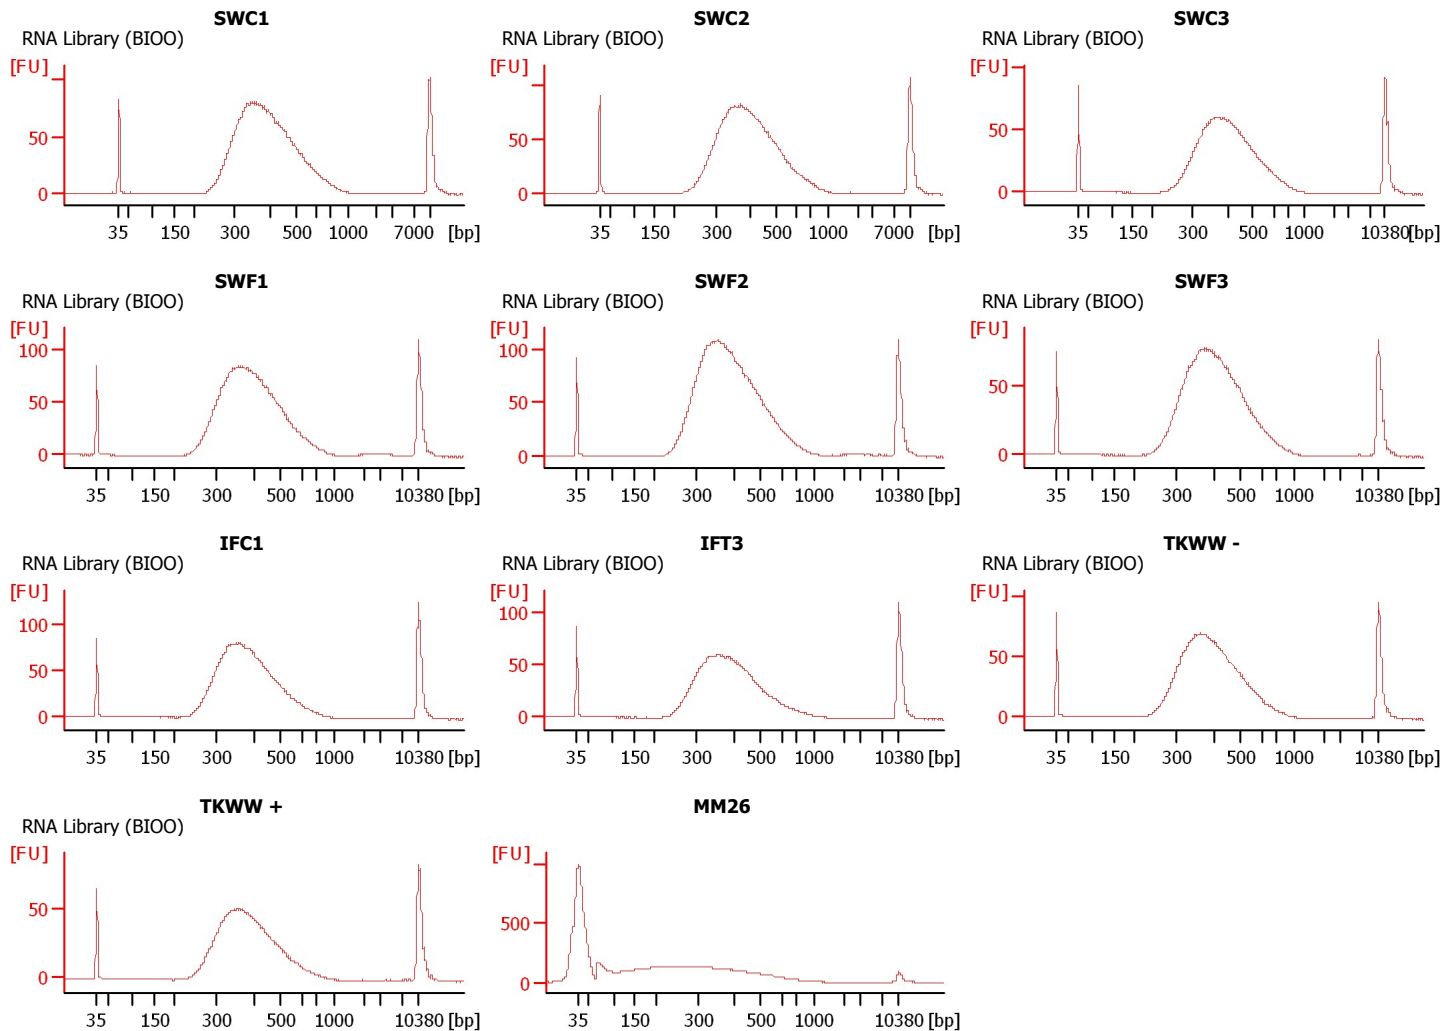 SWC1 SWC2 SWC3
RNA Library (BIOO) RNA Library (BIOO) RNA Library (BIOO)
[FU] [FU] [FU]
50 50 50
0 0 0
35 150 300 500 1000 7000 [bp] 35 150 300 500 1000 7000 [bp] 35 150 300 500 1000 10380[bp]
SWF1 SWF2 SWF3
RNA Library (BIOO) RNA Library (BIOO) RNA Library (BIOO)
[FU] [FU] [FU]
100 100
50 50 50
0 0 0
35 150 300 500 1000 10380 [bp] 35 150 300 500 1000 10380 [bp] 35 150 300 500 1000 10380 [bp]
IFC1 IFT3 TKWW -
RNA Library (BIOO) RNA Library (BIOO) RNA Library (BIOO)
[FU] [FU] [FU]
100 100
50 50 50
0 0 0
35 150 300 500 1000 10380 [bp] 35 150 300 500 1000 10380 [bp] 35 150 300 500 1000 10380 [bp]
TKWW + MM26
RNA Library (BIOO)
[FU] [FU]
50 500
0 0
35 150 300 500 1000 10380 [bp] 35 150 300 500 1000 10380 [bp]